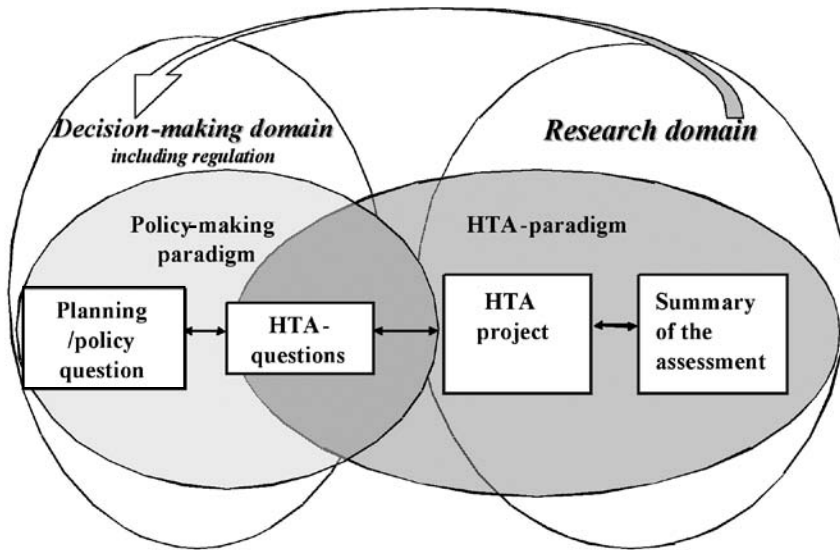 Decision-making domain
including regulation
Research domain
Policy-making
paradigm
HTA-paradigm
Planning
/policy
question
HTA-
questions
HTA
project
Summary
of the
assessment